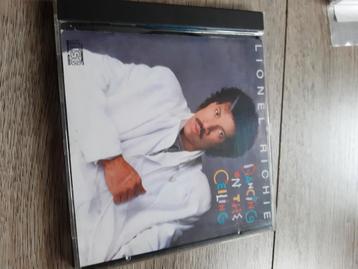 LIONEL RICHIE
DANCING
ON THE
CEILING